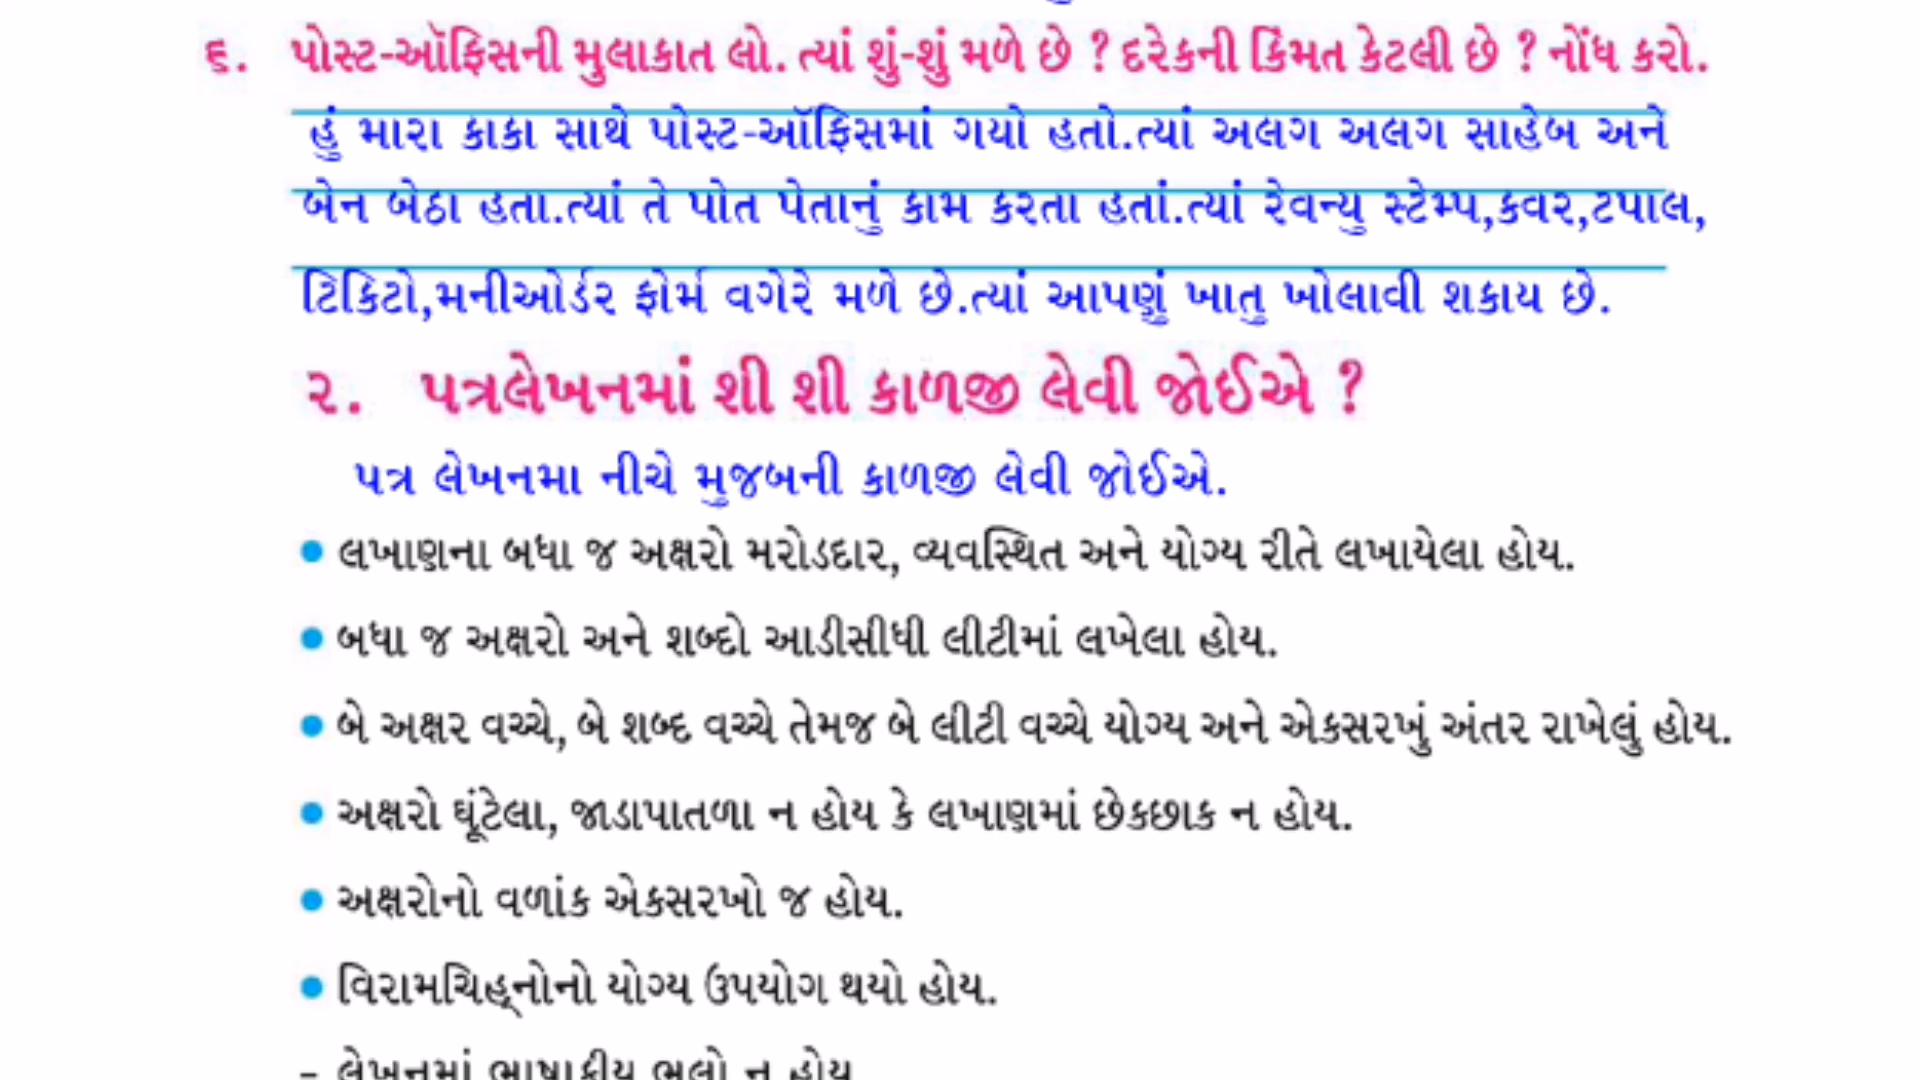 ૬. પોસ્ટ-ઑફિસની મુલાકાત લો. ત્યાં શું-શું મળે છે ? દરેકની કિંમત કેટલી છે ? નોંધ કરો.
હું મારા કાકા સાથે પોસ્ટ-ઑફિસમાં ગયો હતો.ત્યાં અલગ અલગ સાહેબ અને
બેન બેઠા હતા.ત્યાં તે પોત પેતાનું કામ કરતા હતાં.ત્યાં રેવન્યુ સ્ટેમ્પ,કવર,ટપાલ,
ટિકિટો,મનીઓર્ડર ફોર્મ વગેરે મળે છે.ત્યાં આપણું ખાતુ ખોલાવી શકાય છે.
૨. પત્રલેખનમાં શી શી કાળજી લેવી જોઈએ ?
પત્ર લેખનમા નીચે મુજબની કાળજી લેવી જોઈએ.
• લખાણના બધા જ અક્ષરો મરોડદાર, વ્યવસ્થિત અને યોગ્ય રીતે લખાયેલા હોય.
• બધા જ અક્ષરો અને શબ્દો આડીસીધી લીટીમાં લખેલા હોય.
• બે અક્ષર વચ્ચે, બે શબ્દ વચ્ચે તેમજ બે લીટી વચ્ચે યોગ્ય અને એકસરખું અંતર રાખેલું હોય.
• અક્ષરો ઘૂંટેલા, જાડાપાતળા ન હોય કે લખાણમાં છેકછાક ન હોય.
• અક્ષરોનો વળાંક એકસરખો જ હોય.
• વિરામચિહ્નોનો યોગ્ય ઉપયોગ થયો હોય.
- લેખનમાં ભાષાકીય ભૂલો ન હોય